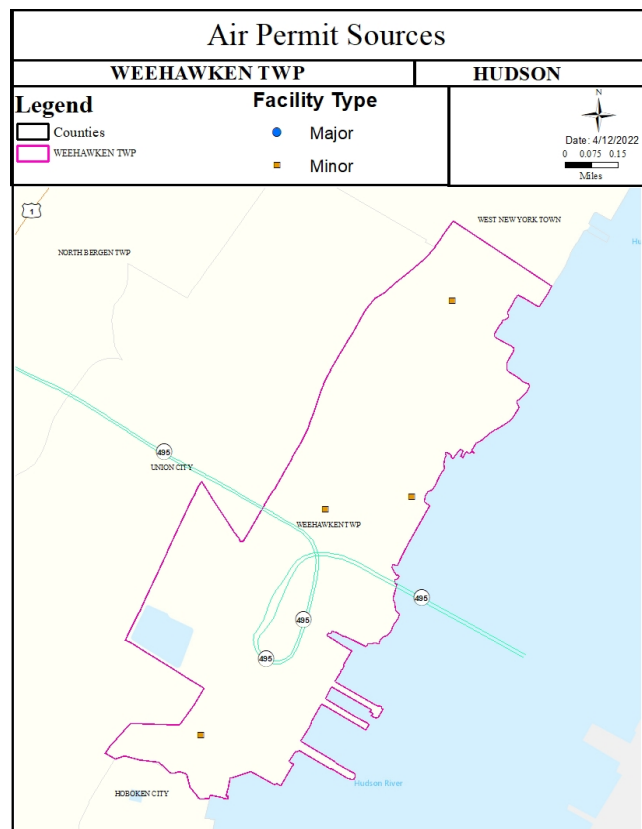 Air Permit Sources
WEEHAWKEN TWP
HUDSON
Legend
Counties
WEEHAWKEN TWP
Facility Type
Major
Minor
N
Date: 4/12/2022
0 0.075 0.15
Miles
1
WEST NEW YORK TOWN
Hu
NORTH BERGEN TWP
495
UNION CITY
WEEHAWKEN TWP
495
495
495
Hudson River
HOBOKEN CITY